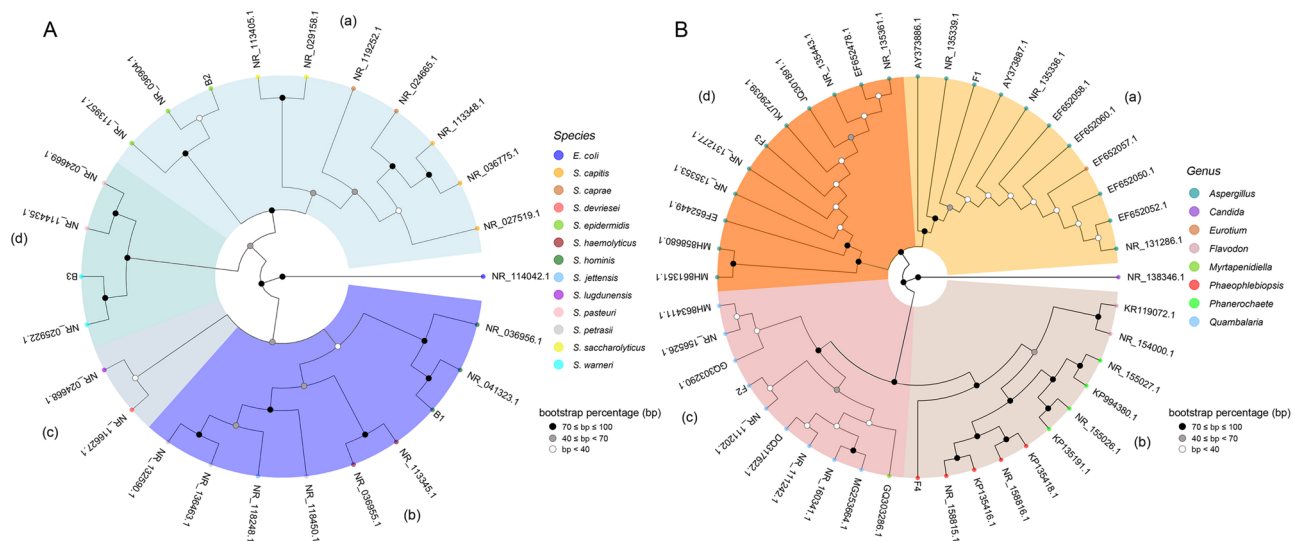 A
(a)
NR_113405.1
NR_029158.1
NR_119252.1
NR_024665.1
NR_113348.1
NR_036775.1
NR_027519.1
NR_114042.1
NR_036956.1
NR_041323.1
B1
NR_113345.1
NR_036955.1
(b)
NR_118450.1
NR_118248.1
NR_136463.1
NR_132590.1
NR_116627.1
NR_024668.1
(c)
NR_025922.1
B3
NR_114435.1
NR_024669.1
(d)
NR_113957.1
NR_036904.1
B2
Species
E. coli
S. capitis
S. caprae
S. devriesei
S. epidermidis
S. haemolyticus
S. hominis
S. jettensis
S. lugdunensis
S. pasteuri
S. petrasii
S. saccharolyticus
S. warneri
bootstrap percentage (bp)
70 ≤ bp ≤ 100
40 ≤ bp < 70
bp < 40
B
AY373886.1
NR_135339.1
F1
AY373887.1
NR_135336.1
(a)
EF652058.1
EF652060.1
EF652057.1
EF652050.1
EF652052.1
NR_131286.1
NR_138346.1
KR119072.1
NR_154000.1
NR_155027.1
KP994380.1
NR_155026.1
KP135191.1
(b)
KP135418.1
NR_158816.1
KP135416.1
NR_158815.1
F4
GQ303286.1
MG253664.1
NR_160341.1
NR_111242.1
DQ317622.1
NR_111202.1
(c)
F2
GQ303290.1
NR_156526.1
MH863411.1
MH861351.1
MH858680.1
EF652449.1
NR_135353.1
NR_131277.1
F3
(d)
KU729039.1
JQ301891.1
NR_135443.1
EF652478.1
NR_135361.1
Genus
Aspergillus
Candida
Eurotium
Flavodon
Myrtapenidiella
Phaeophlebiopsis
Phanerochaete
Quambalaria
bootstrap percentage (bp)
70 ≤ bp ≤ 100
40 ≤ bp < 70
bp < 40